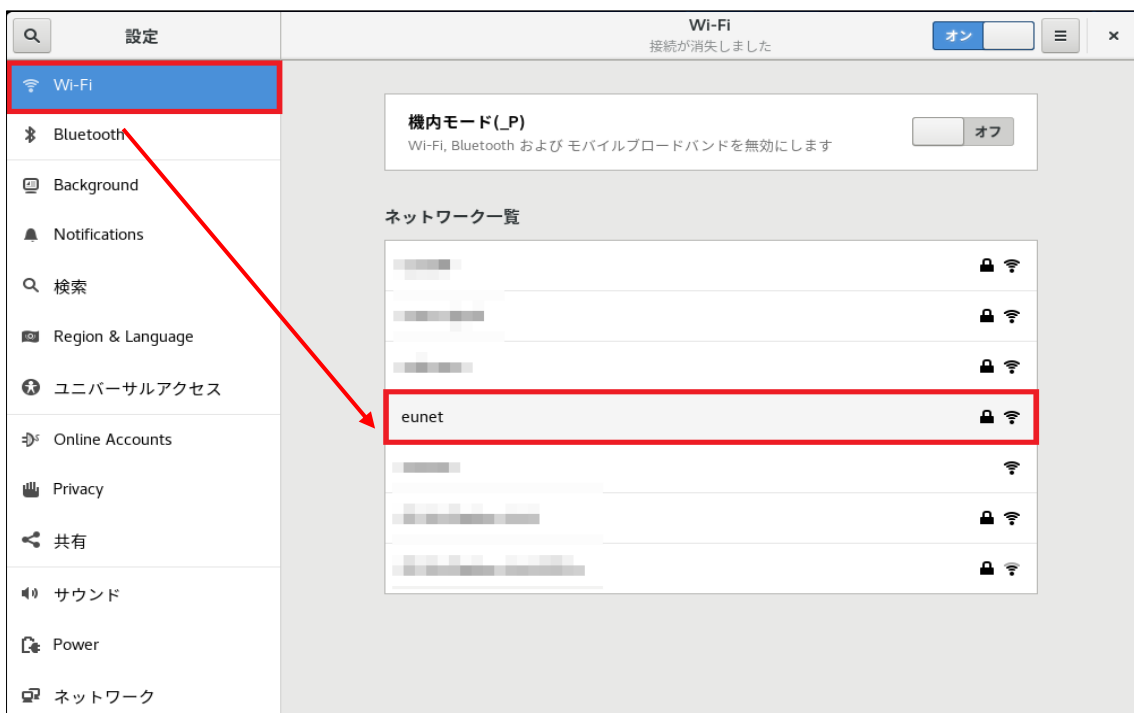 設定
Wi-Fi
接続が消失しました
オン
Wi-Fi
Bluetooth
Background
Notifications
検索
Region & Language
ユニバーサルアクセス
Online Accounts
Privacy
共有
サウンド
Power
ネットワーク
機内モード(_P)
Wi-Fi, Bluetooth および モバイルブロードバンドを無効にします
オフ
ネットワーク一覧
eunet